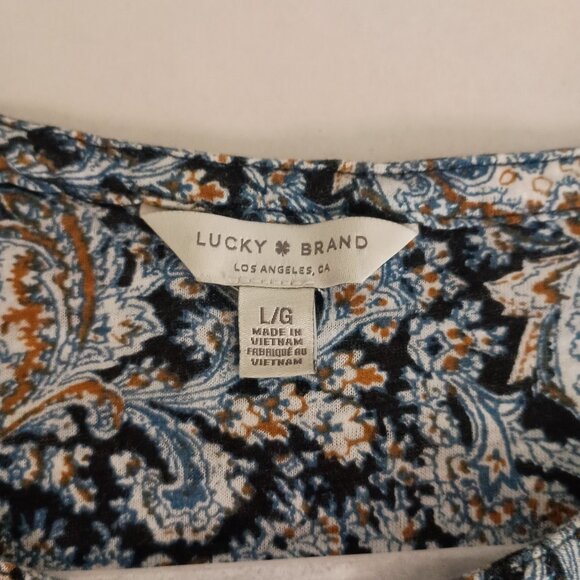 LUCKY BRAND
LOS ANGELES, CA
L/G
MADE IN
VIETNAM
FABRIQUÉ AU
VIETNAM